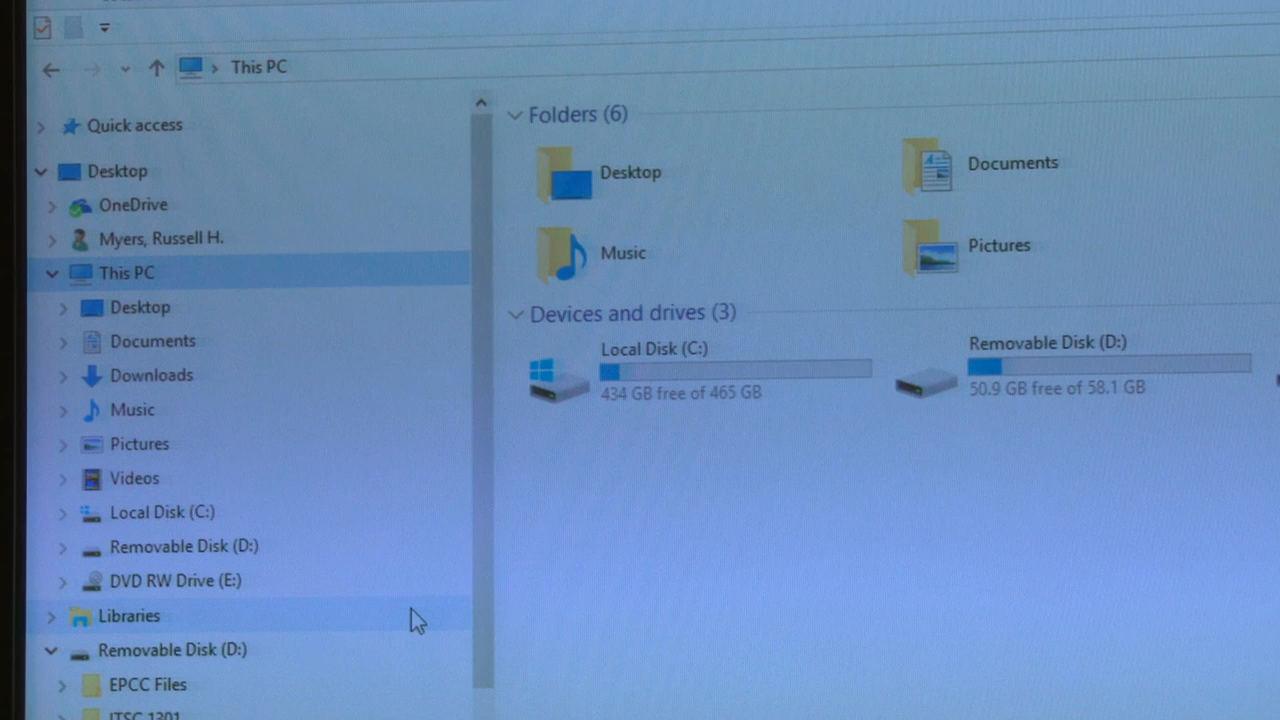 This PC
Quick access
Desktop
OneDrive
Myers, Russell H.
This PC
Desktop
Documents
Downloads
Music
Pictures
Videos
Local Disk (C:)
Removable Disk (D:)
DVD RW Drive (E:)
Libraries
Removable Disk (D:)
EPCC Files
ITSC 1301
Folders (6)
Desktop
Documents
Music
Pictures
Devices and drives (3)
Local Disk (C:)
434 GB free of 465 GB
Removable Disk (D:)
50.9 GB free of 58.1 GB